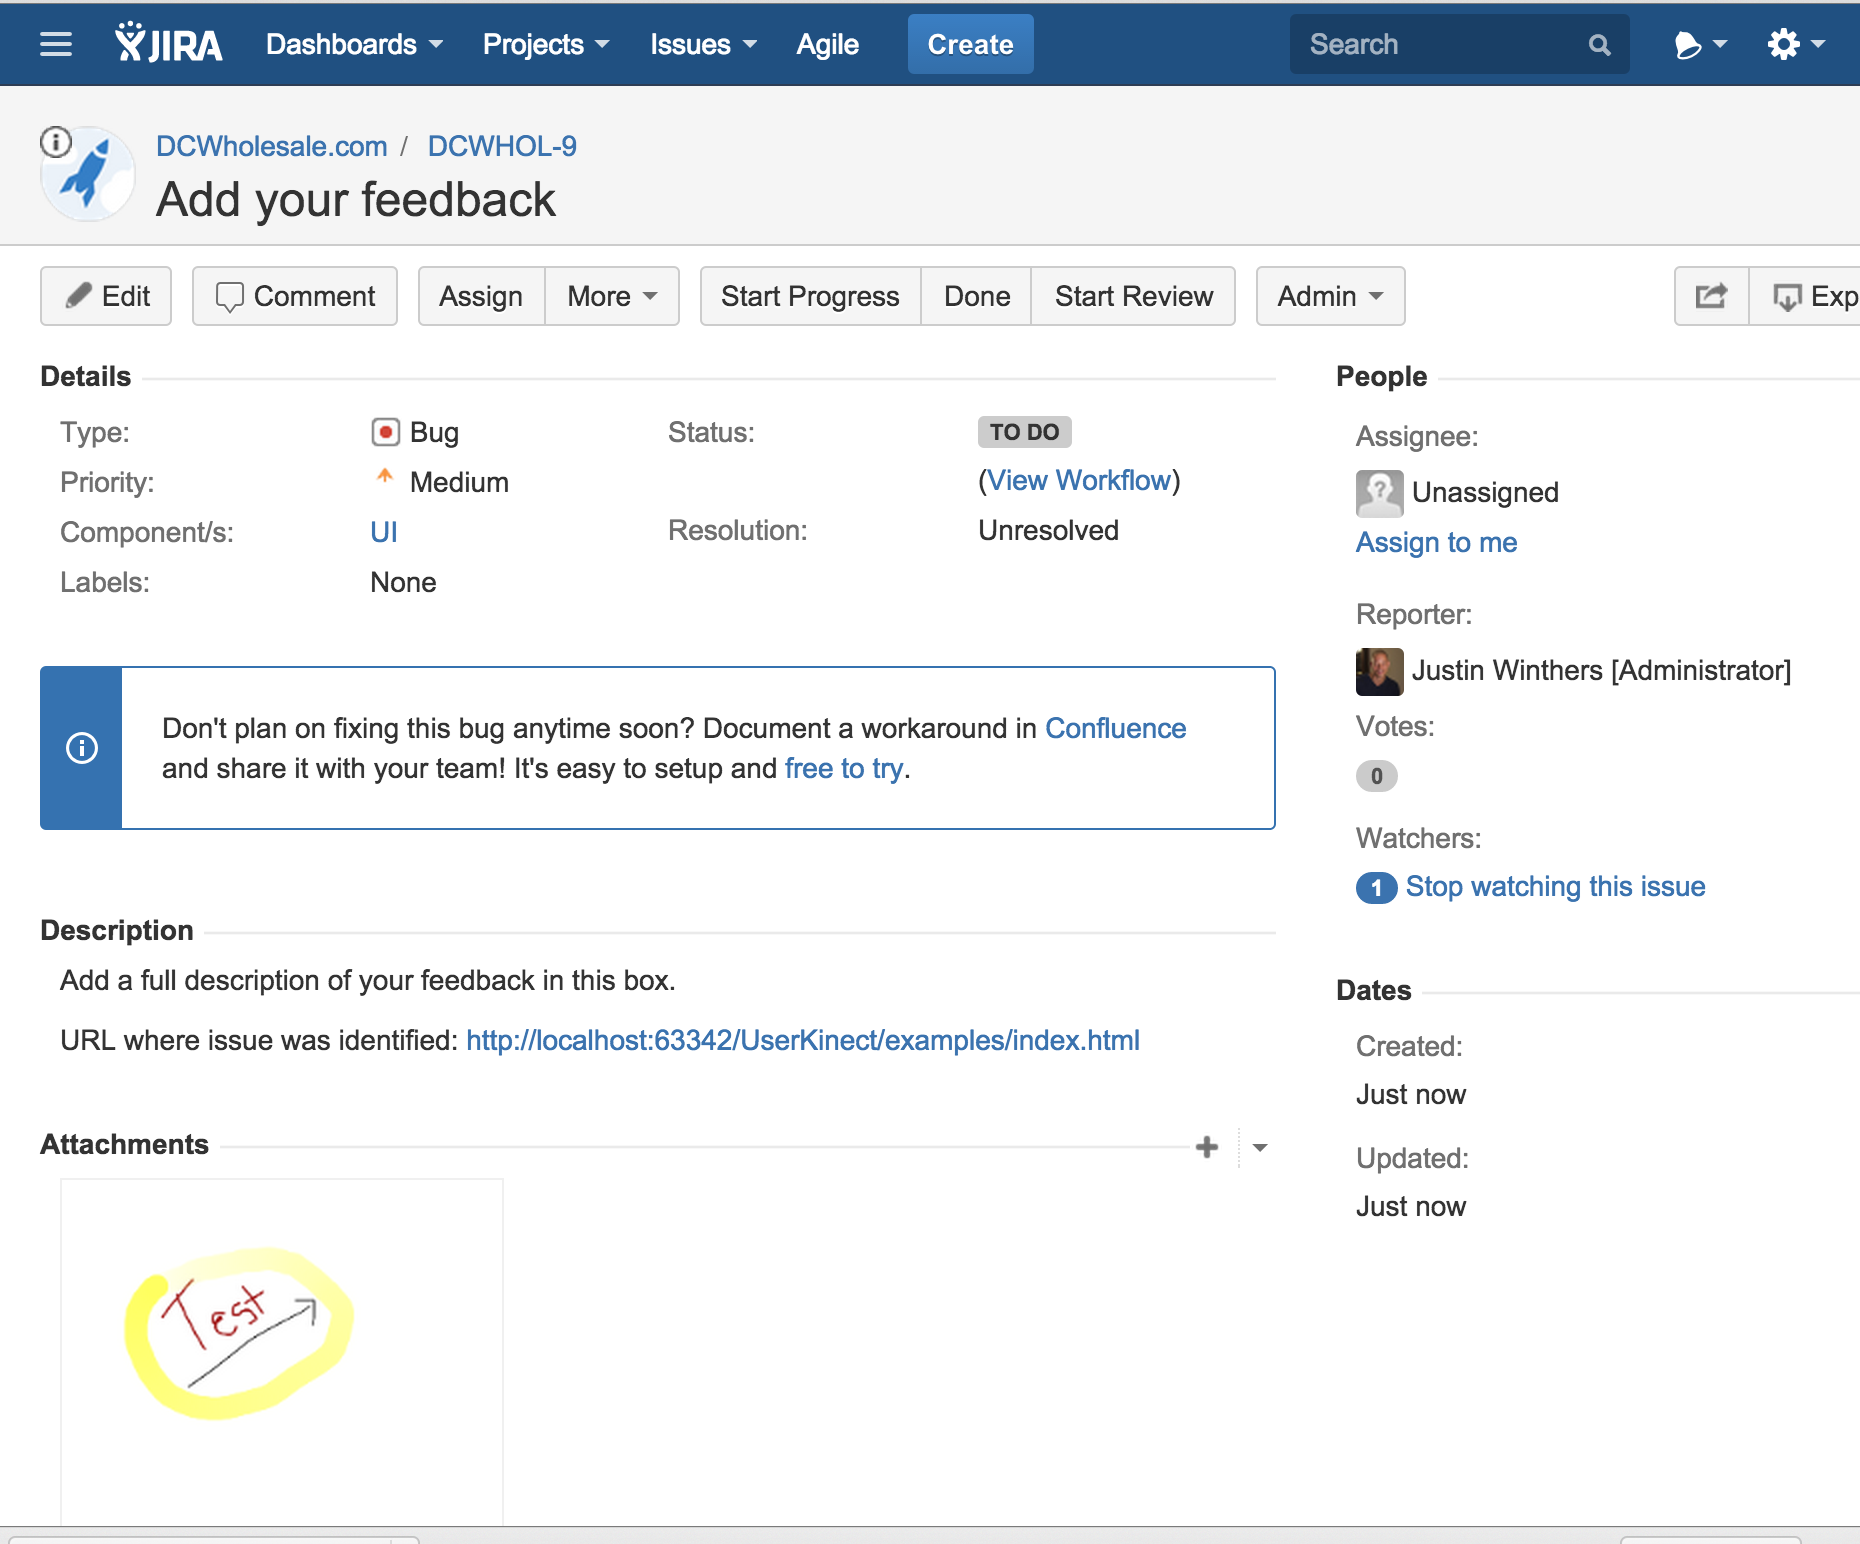 JIRA Dashboards Projects Issues Agile Create Search
DCWholesale.com / DCWHOL-9
Add your feedback
Edit Comment Assign More Start Progress Done Start Review Admin Exp
Details
Type: Bug Status: TO DO
Priority: Medium (View Workflow)
Component/s: UI Resolution: Unresolved
Labels: None
Don't plan on fixing this bug anytime soon? Document a workaround in Confluence
and share it with your team! It's easy to setup and free to try.
Description
Add a full description of your feedback in this box.
URL where issue was identified: http://localhost:63342/UserKinect/examples/index.html
Attachments
Test
People
Assignee:
? Unassigned
Assign to me
Reporter:
Justin Winthers [Administrator]
Votes:
0
Watchers:
1 Stop watching this issue
Dates
Created:
Just now
Updated:
Just now